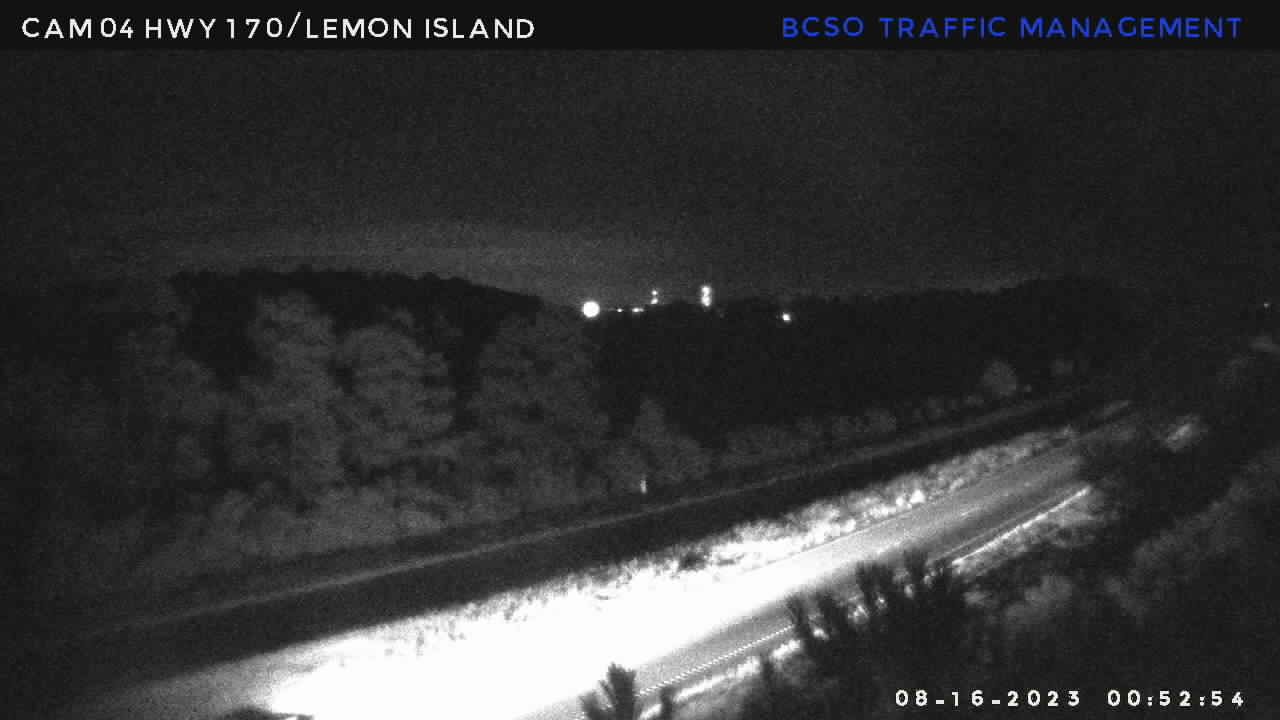 CAM04 HWY 170/LEMON ISLAND
BCSO TRAFFIC MANAGEMENT
08-16-2023 00:52:54